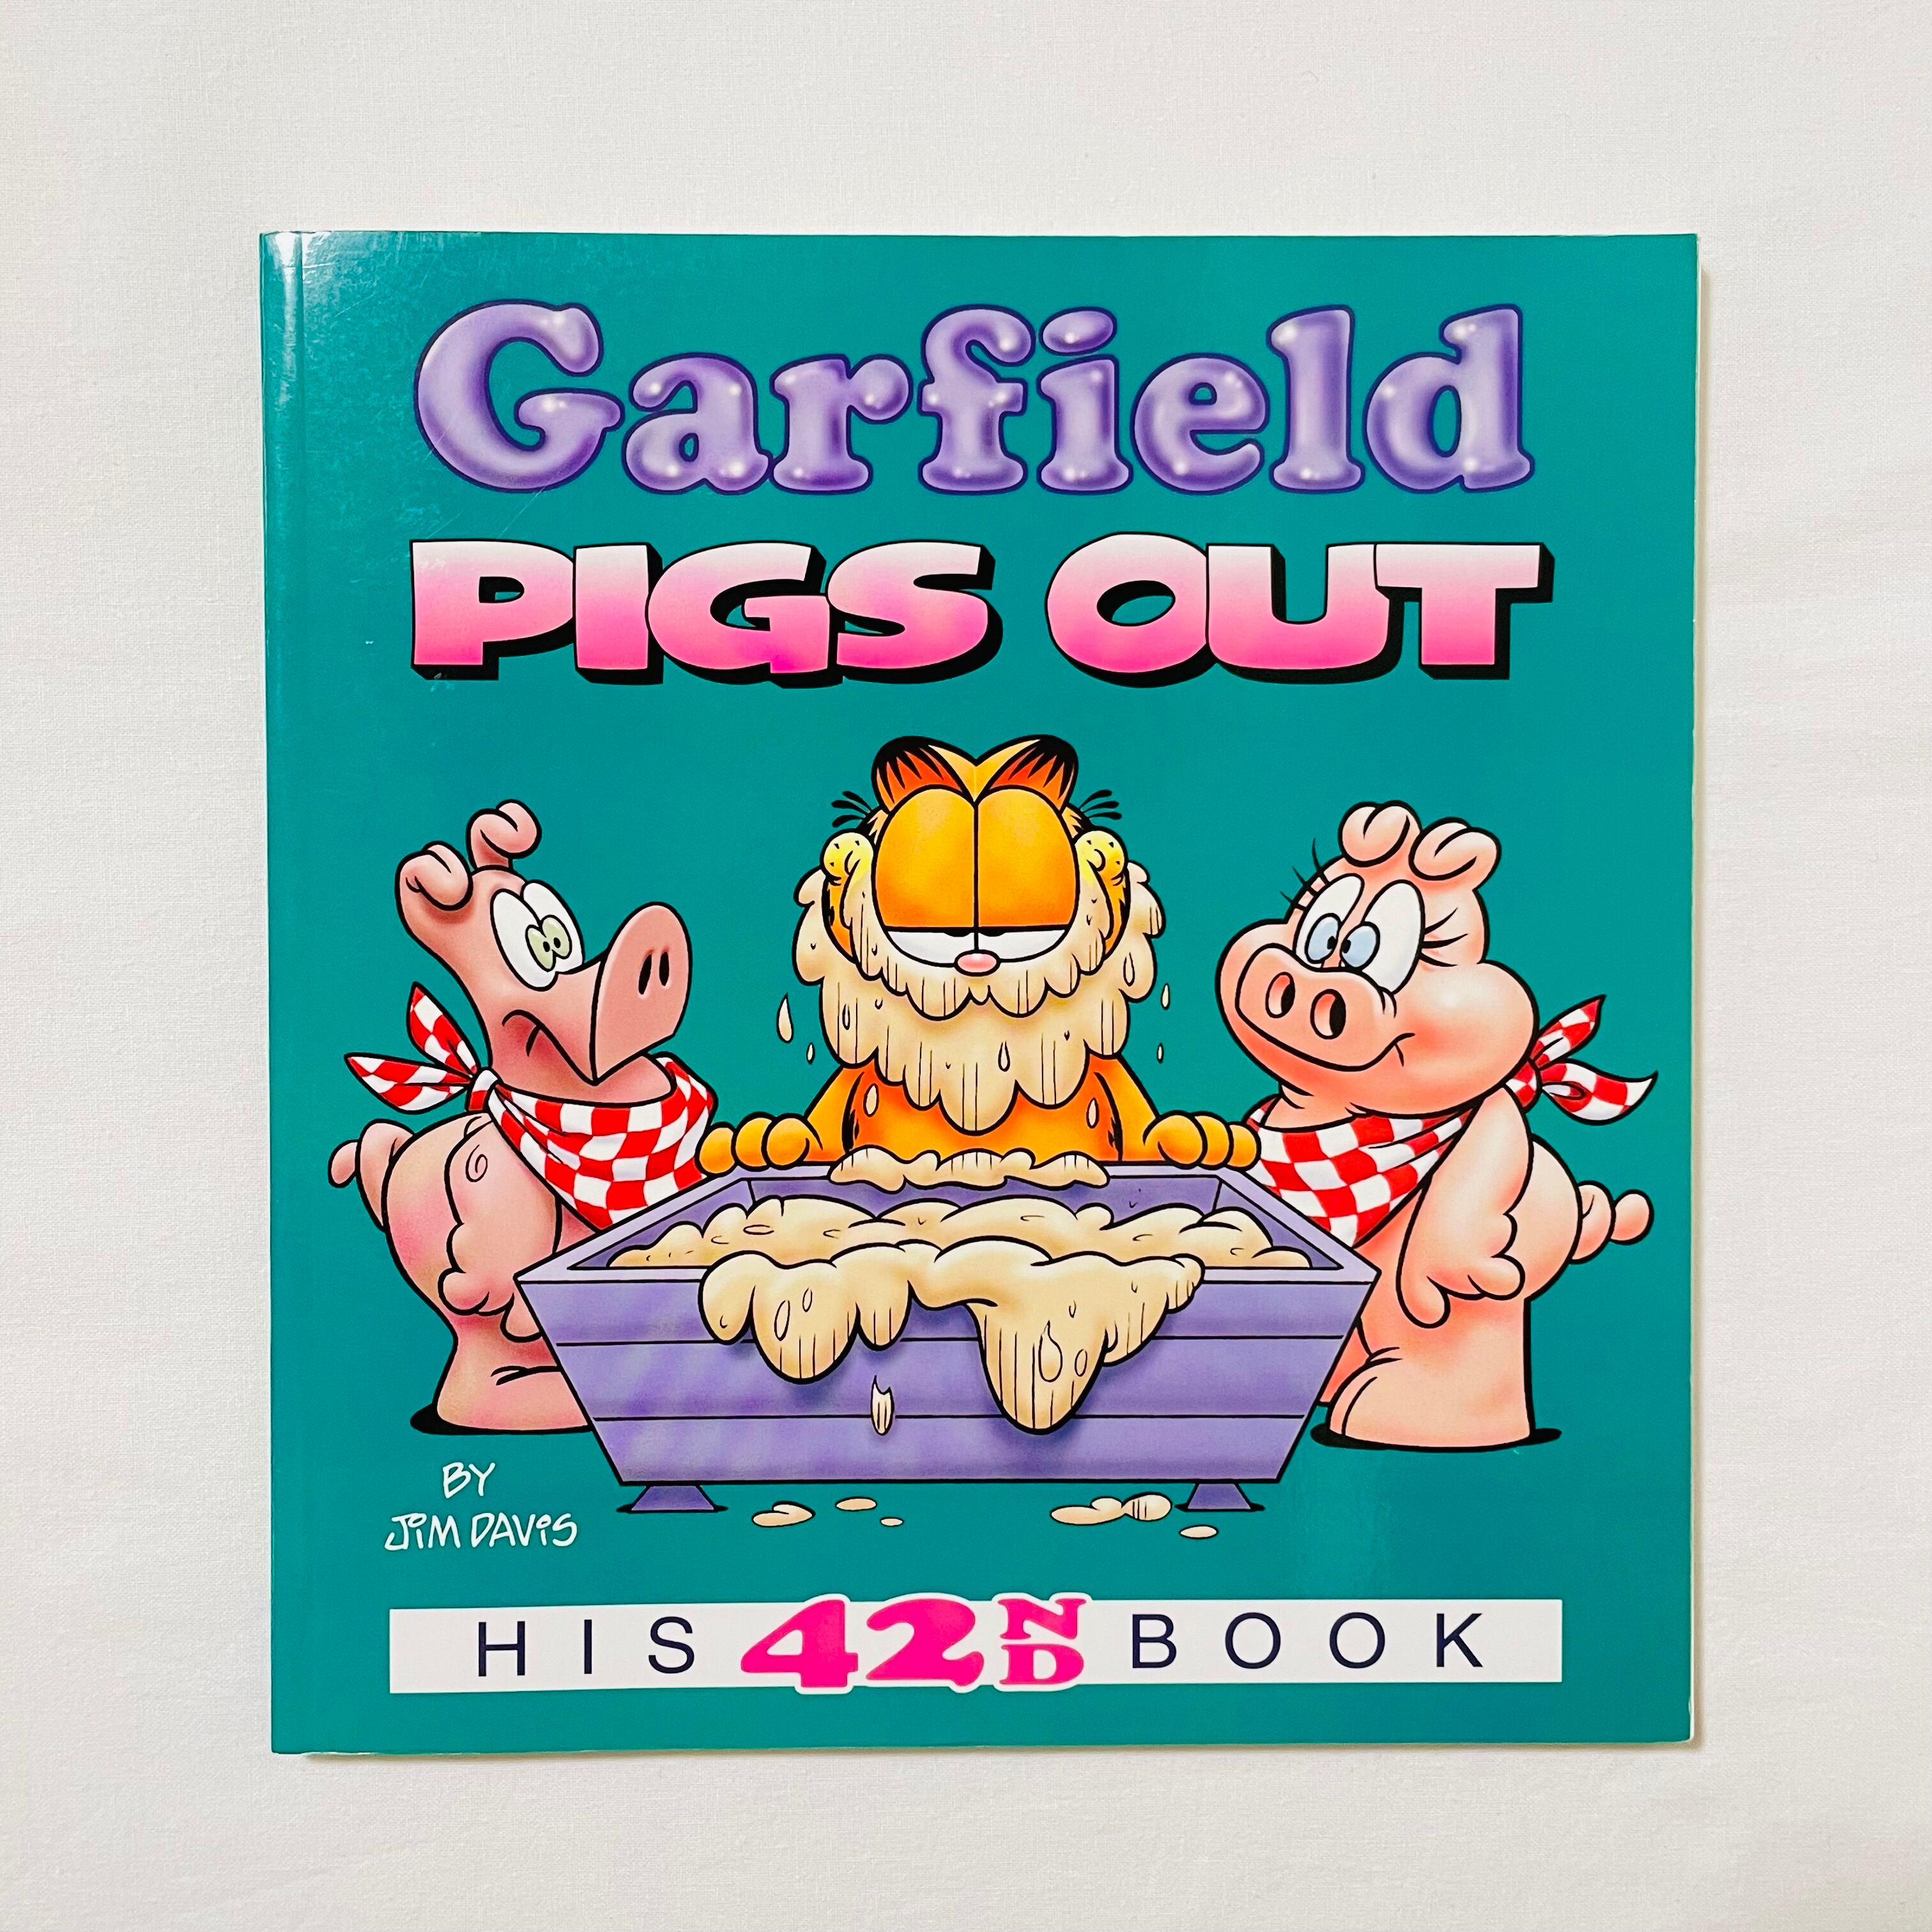 Garfield
PIGS OUT
BY
JIM DAVIS
HIS 42ND BOOK